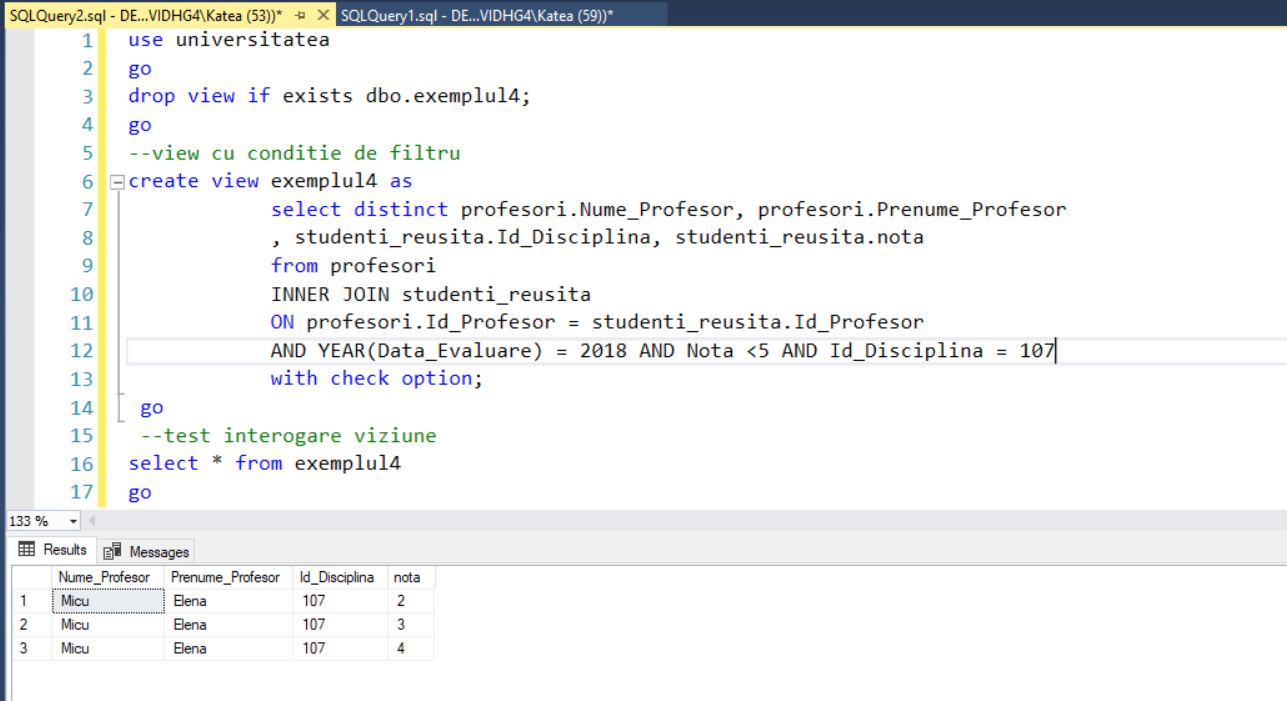 SQLQuery2.sql - DE...VIDHG4\Katea (53))* SQLQuery1.sql - DE...VIDHG4\Katea (59))*
1 use universitatea
2 go
3 drop view if exists dbo.exemplul4;
4 go
5 --view cu conditie de filtru
6 create view exemplul4 as
7 select distinct profesori.Nume_Profesor, profesori.Prenume_Profesor
8 , studenti_reusita.Id_Disciplina, studenti_reusita.nota
9 from profesori
10 INNER JOIN studenti_reusita
11 ON profesori.Id_Profesor = studenti_reusita.Id_Profesor
12 AND YEAR(Data_Evaluare) = 2018 AND Nota <5 AND Id_Disciplina = 107
13 with check option;
14 go
15 --test interogare viziune
16 select * from exemplul4
17 go
133 %
Results Messages
Nume_Profesor Prenume_Profesor Id_Disciplina nota
1 Micu Elena 107 2
2 Micu Elena 107 3
3 Micu Elena 107 4